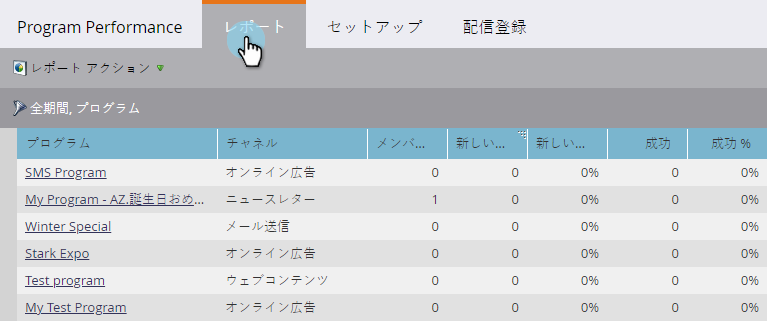 Program Performance レポート セットアップ 配信登録
レポート アクション
全期間, プログラム
プログラム チャネル メンバ... 新しい... 新しい... 成功 成功 %
SMS Program オンライン広告 0 0 0% 0 0%
My Program - AZ.誕生日おめ... ニュースレター 1 0 0% 0 0%
Winter Special メール送信 0 0 0% 0 0%
Stark Expo オンライン広告 0 0 0% 0 0%
Test program ウェブコンテンツ 0 0 0% 0 0%
My Test Program オンライン広告 0 0 0% 0 0%